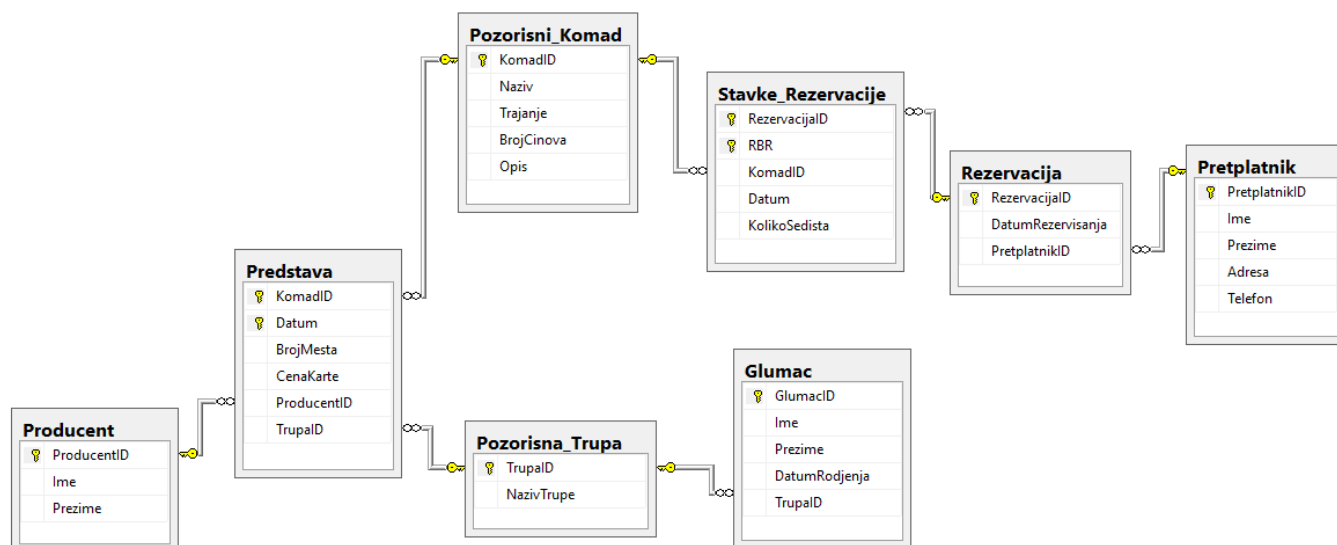 Pozorisni_Komad
KomadID
Naziv
Trajanje
BrojCinova
Opis
Stavke_Rezervacije
RezervacijaID
RBR
KomadID
Datum
KolikoSedista
Rezervacija
RezervacijaID
DatumRezervisanja
PretplatnikID
Pretplatnik
PretplatnikID
Ime
Prezime
Adresa
Telefon
Predstava
KomadID
Datum
BrojMesta
CenaKarte
ProducentID
TrupaID
Producent
ProducentID
Ime
Prezime
Pozorisna_Trupa
TrupaID
NazivTrupe
Glumac
GlumacID
Ime
Prezime
DatumRodjenja
TrupaID